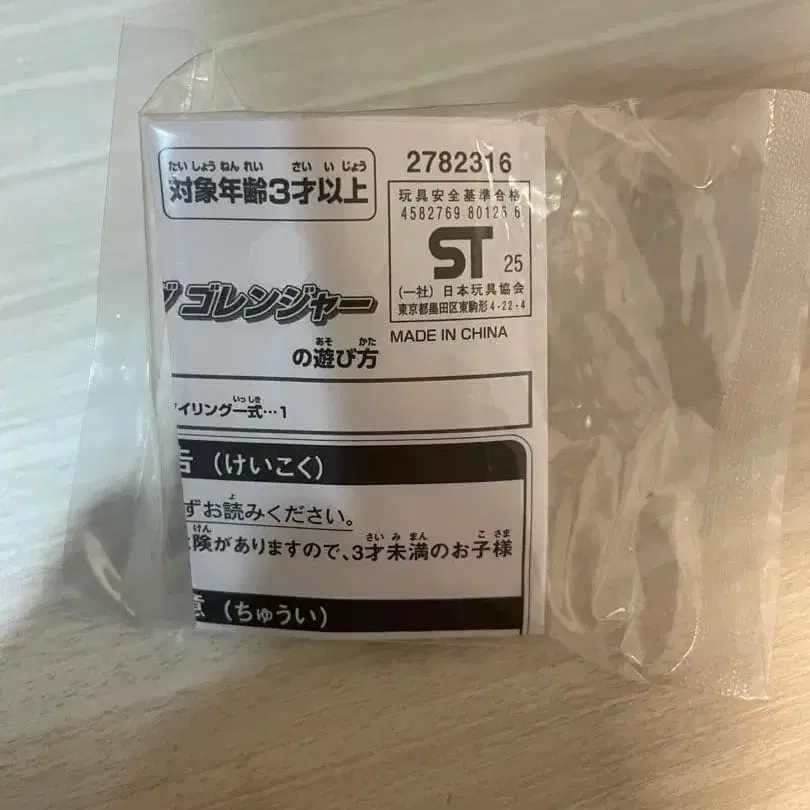 たいしょうねんれい さい いじょう
対象年齢3才以上
2782316
玩具安全基準合格
4582769 80126 6
ST 25
(一社) 日本玩具協会
東京都墨田区東駒形4-22-4
MADE IN CHINA
ゴレンジャー
あそ かた
の遊び方
いっしき
イリング一式…1
告 (けいこく)
よ
ずお読みください。
けん さいみまん こさま
険がありますので、3才未満のお子様
意 (ちゅうい)